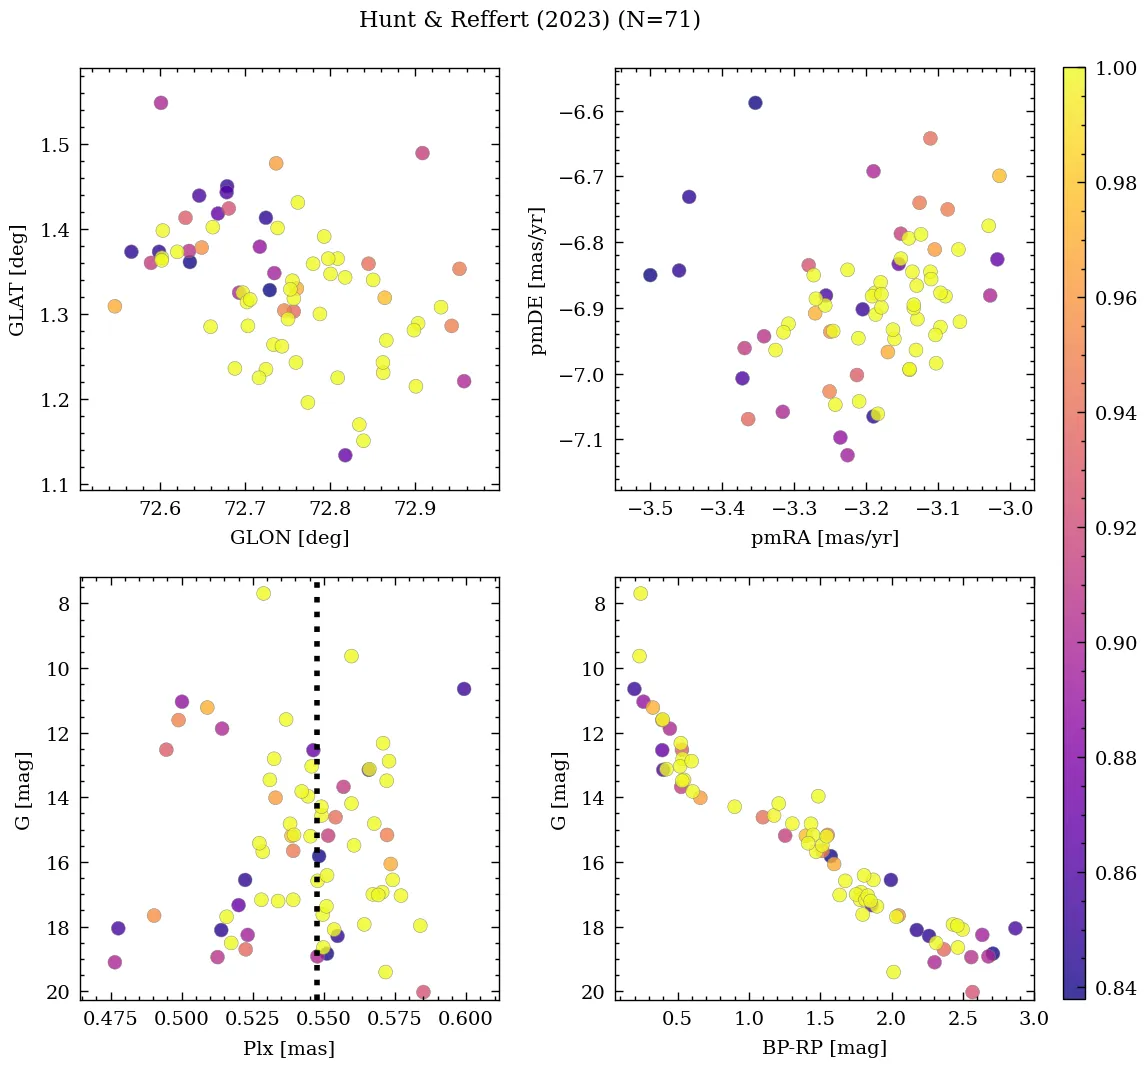 Hunt & Reffert (2023) (N=71)
1.5
1.4
1.3
1.2
1.1
GLAT [deg]
72.6 72.7 72.8 72.9
GLON [deg]
−6.6
−6.7
−6.8
−6.9
−7.0
−7.1
pmDE [mas/yr]
−3.5 −3.4 −3.3 −3.2 −3.1 −3.0
pmRA [mas/yr]
8
10
12
14
16
18
20
G [mag]
0.475 0.500 0.525 0.550 0.575 0.600
Plx [mas]
8
10
12
14
16
18
20
G [mag]
0.5 1.0 1.5 2.0 2.5 3.0
BP-RP [mag]
1.00
0.98
0.96
0.94
0.92
0.90
0.88
0.86
0.84